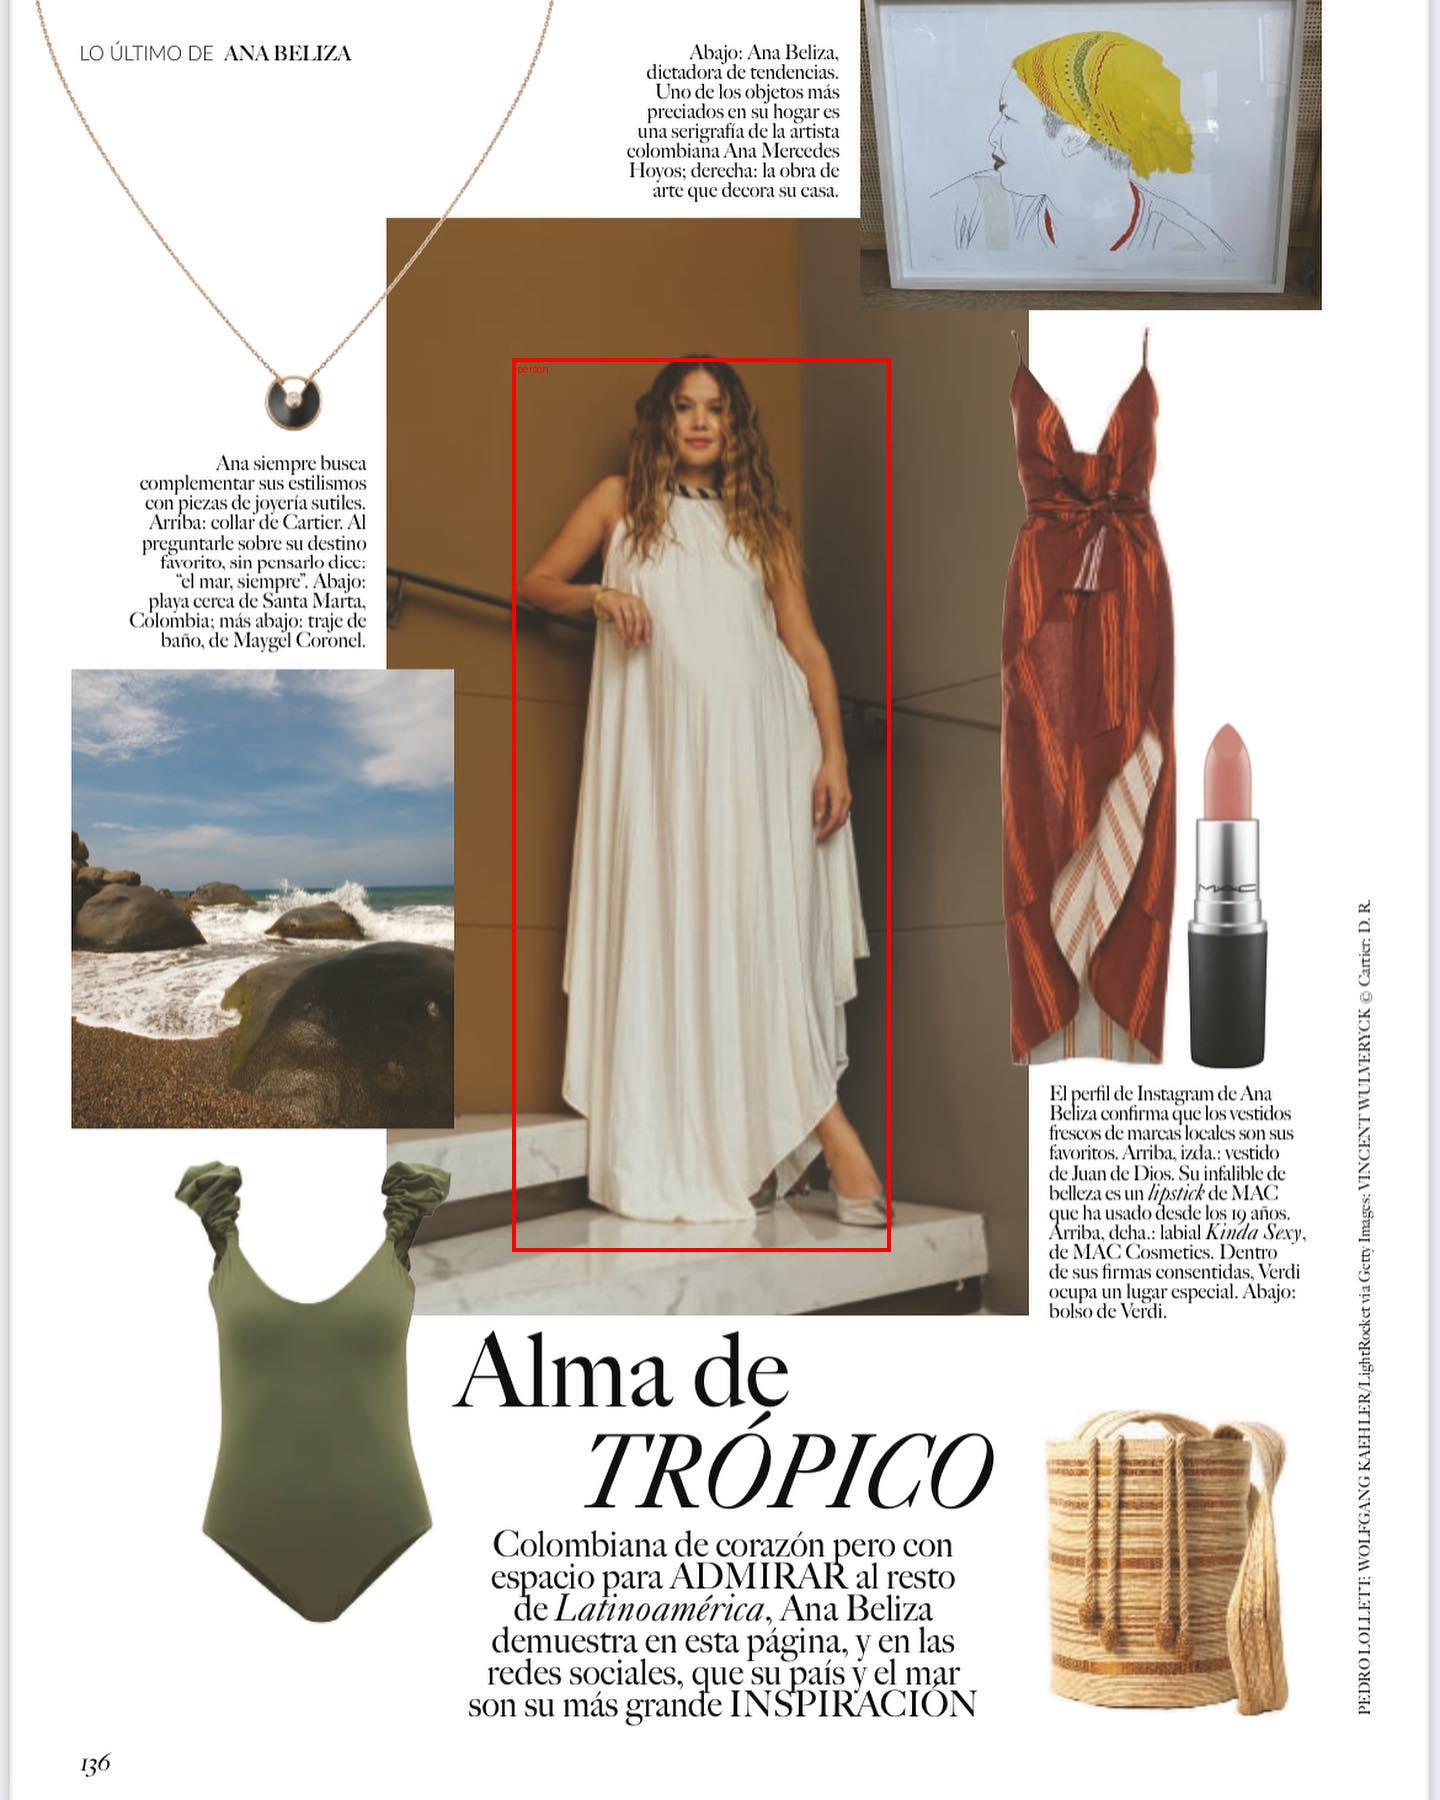 LO ÚLTIMO DE ANA BELIZA
Abajo: Ana Beliza,
dictadora de tendencias.
Uno de los objetos más
preciados en su hogar es
una serigrafía de la artista
colombiana Ana Mercedes
Hoyos; derecha: la obra de
arte que decora su casa.
person
Ana siempre busca
complementar sus estilismos
con piezas de joyería sutiles.
Arriba: collar de Cartier. Al
preguntarle sobre su destino
favorito, sin pensarlo dice:
“el mar, siempre”. Abajo:
playa cerca de Santa Marta,
Colombia; más abajo: traje de
baño, de Maygel Coronel.
MAC
El perfil de Instagram de Ana
Beliza confirma que los vestidos
frescos de marcas locales son sus
favoritos. Arriba, izda.: vestido
de Juan de Dios. Su infalible de
belleza es un lipstick de MAC
que ha usado desde los 19 años.
Arriba, dcha.: labial Kinda Sexy,
de MAC Cosmetics. Dentro
de sus firmas consentidas, Verdi
ocupa un lugar especial. Abajo:
bolso de Verdi.
Alma de
TRÓPICO
Colombiana de corazón pero con
espacio para ADMIRAR al resto
de Latinoamérica, Ana Beliza
demuestra en esta página, y en las
redes sociales, que su país y el mar
son su más grande INSPIRACIÓN
PEDRO LOLLETT; WOLFGANG KAEHLER/LightRocket via Getty Images; VINCENT WULVERYCK © Cartier; D. R.
136